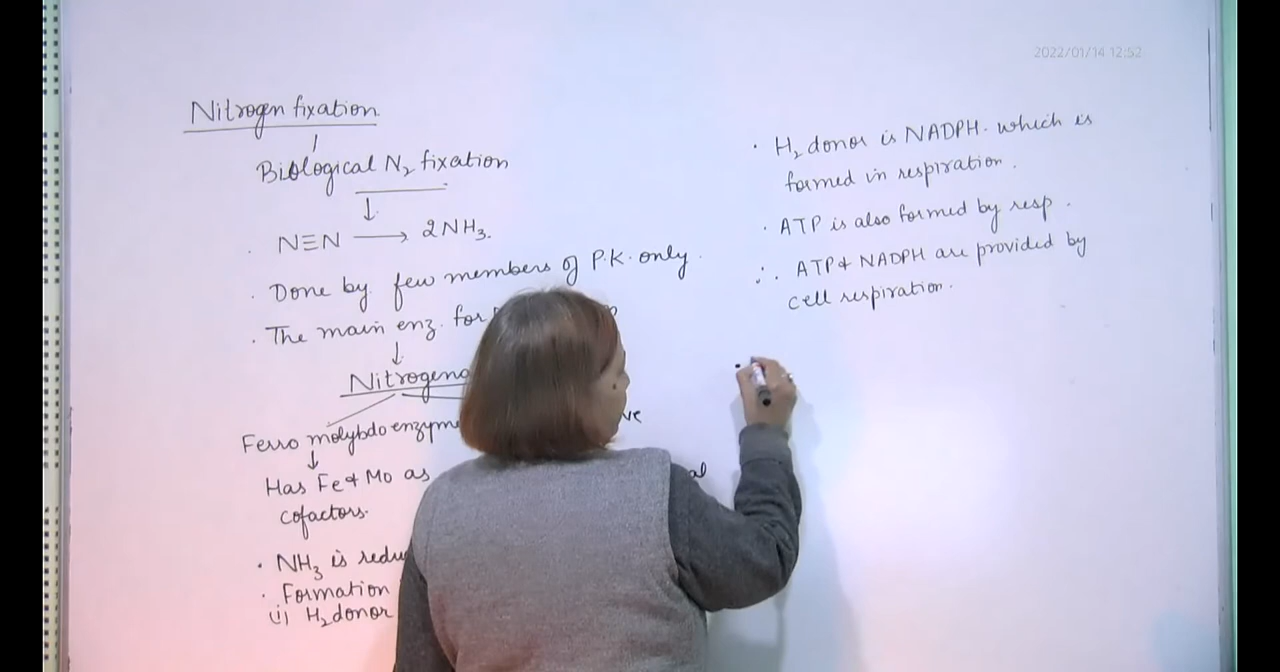 2022/01/14 12:52
Nitrogen fixation
Biological N₂ fixation
↓
· N≡N → 2NH₃.
· Done by few members of P.K. only.
· The main enz. for
↓
Ferro molybdo enzyme
↓
Has Fe & Mo as
cofactors.
· NH₃ is
· Formation
(i) H₂ donor
· H₂ donor is NADPH. which is
formed in respiration.
· ATP is also formed by resp.
∴ ATP & NADPH are provided by
cell respiration.